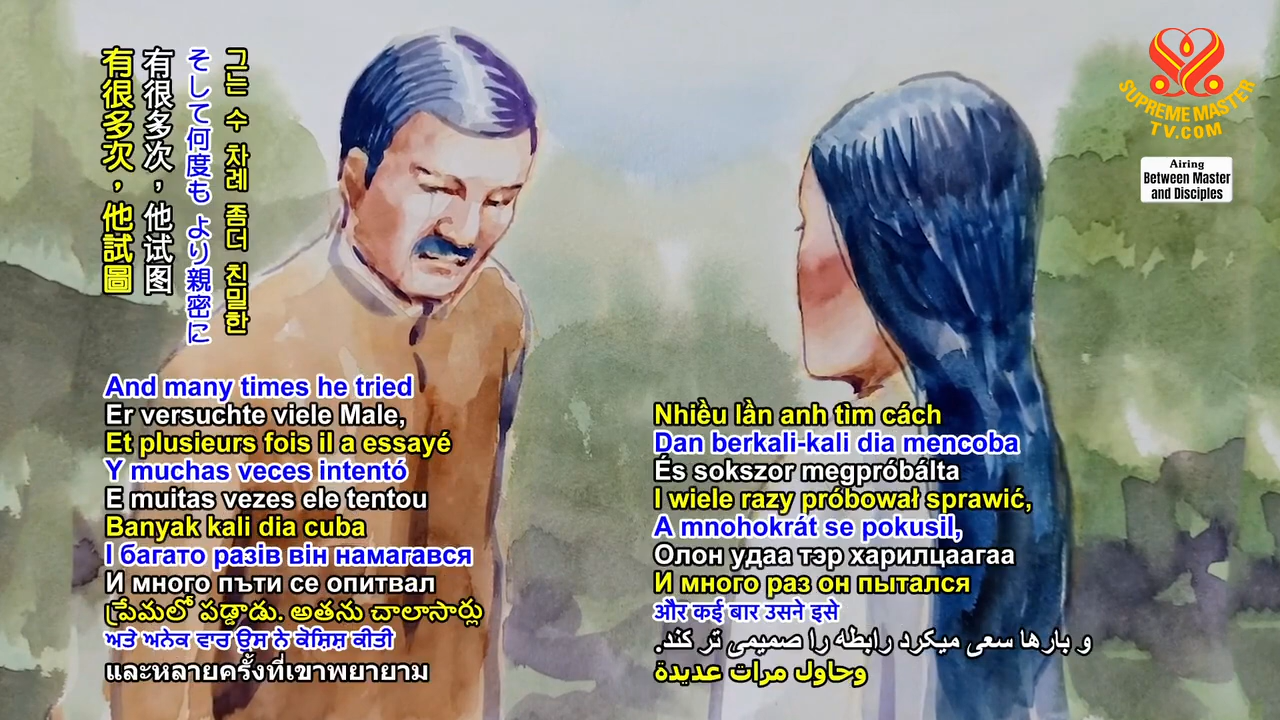 有很多次，他試圖
有很多次，他试图
そして何度も より親密に
그는 수 차례 좀더 친밀한
SUPREME MASTER
TV.COM
Airing
Between Master
and Disciples
And many times he tried
Er versuchte viele Male,
Et plusieurs fois il a essayé
Y muchas veces intentó
E muitas vezes ele tentou
Banyak kali dia cuba
І багато разів він намагався
И много пъти се опитвал
ప్రేమలో పడ్డాడు. అతను చాలాసార్లు
ਅਤੇ ਅਨੇਕ ਵਾਰ ਉਸ ਨੇ ਕੋਸ਼ਿਸ਼ ਕੀਤੀ
และหลายครั้งที่เขาพยายาม
Nhiều lần anh tìm cách
Dan berkali-kali dia mencoba
És sokszor megpróbálta
I wiele razy próbował sprawić,
A mnohokrát se pokusil,
Олон удаа тэр харилцаагаа
И много раз он пытался
और कई बार उसने इसे
و بارها سعی میکرد رابطه را صمیمی تر کند.
وحاول مرات عديدة